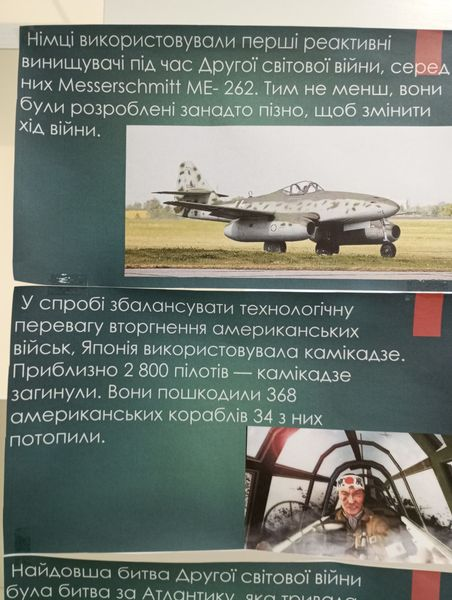 Німці використовували перші реактивні
винищувачі під час Другої світової війни, серед
них Messerschmitt ME- 262. Тим не менш, вони
були розроблені занадто пізно, щоб змінити
хід війни.
У спробі збалансувати технологічну
перевагу вторгнення американських
військ, Японія використовувала камікадзе.
Приблизно 2 800 пілотів — камікадзе
загинули. Вони пошкодили 368
американських кораблів 34 з них
потопили.
Найдовша битва Другої світової війни
була битва за Атлантику, яка тривала